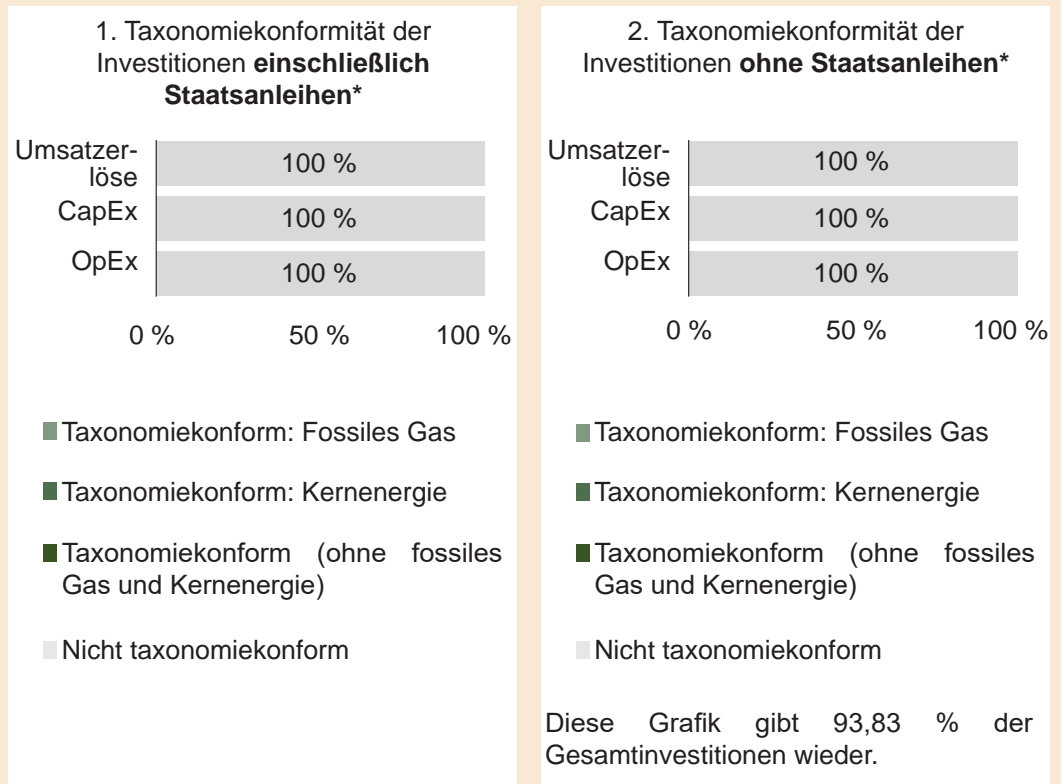 1. Taxonomiekonformität der
Investitionen einschließlich
Staatsanleihen*
Umsatzer-
löse
100 %
CapEx
100 %
OpEx
100 %
0 %
50 %
100 %
Taxonomiekonform: Fossiles Gas
Taxonomiekonform: Kernenergie
Taxonomiekonform (ohne fossiles
Gas und Kernenergie)
Nicht taxonomiekonform
2. Taxonomiekonformität der
Investitionen ohne Staatsanleihen*
Umsatzer-
löse
100 %
CapEx
100 %
OpEx
100 %
0 %
50 %
100 %
Taxonomiekonform: Fossiles Gas
Taxonomiekonform: Kernenergie
Taxonomiekonform (ohne fossiles
Gas und Kernenergie)
Nicht taxonomiekonform
Diese Grafik gibt 93,83 % der
Gesamtinvestitionen wieder.